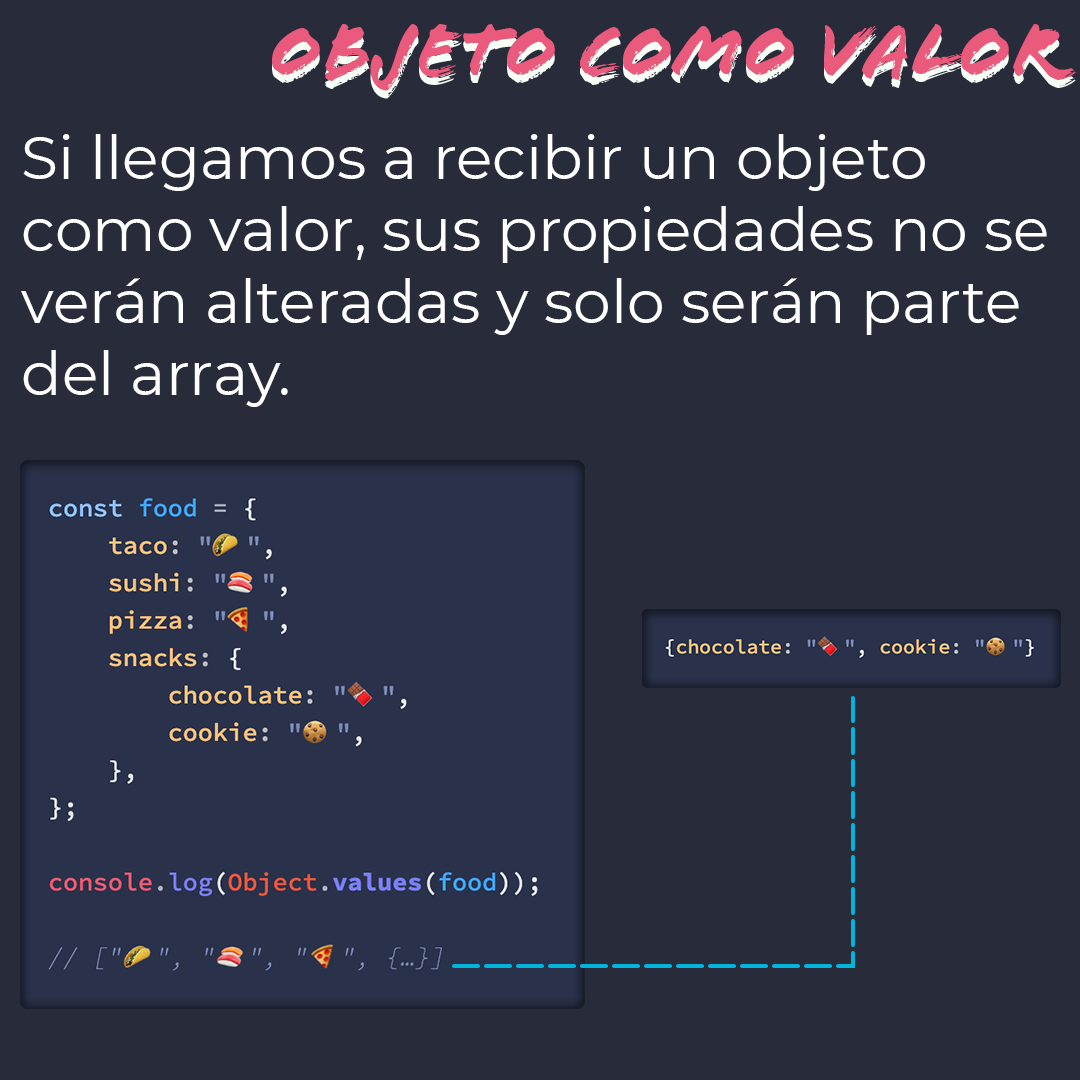 OBJETO COMO VALOR
Si llegamos a recibir un objeto
como valor, sus propiedades no se
verán alteradas y solo serán parte
del array.
const food = {
    taco: "🌮",
    sushi: "🍣",
    pizza: "🍕",
    snacks: {
        chocolate: "🍫",
        cookie: "🍪",
    },
};
console.log(Object.values(food));
// ["🌮", "🍣", "🍕", {…}]
{chocolate: "🍫", cookie: "🍪"}